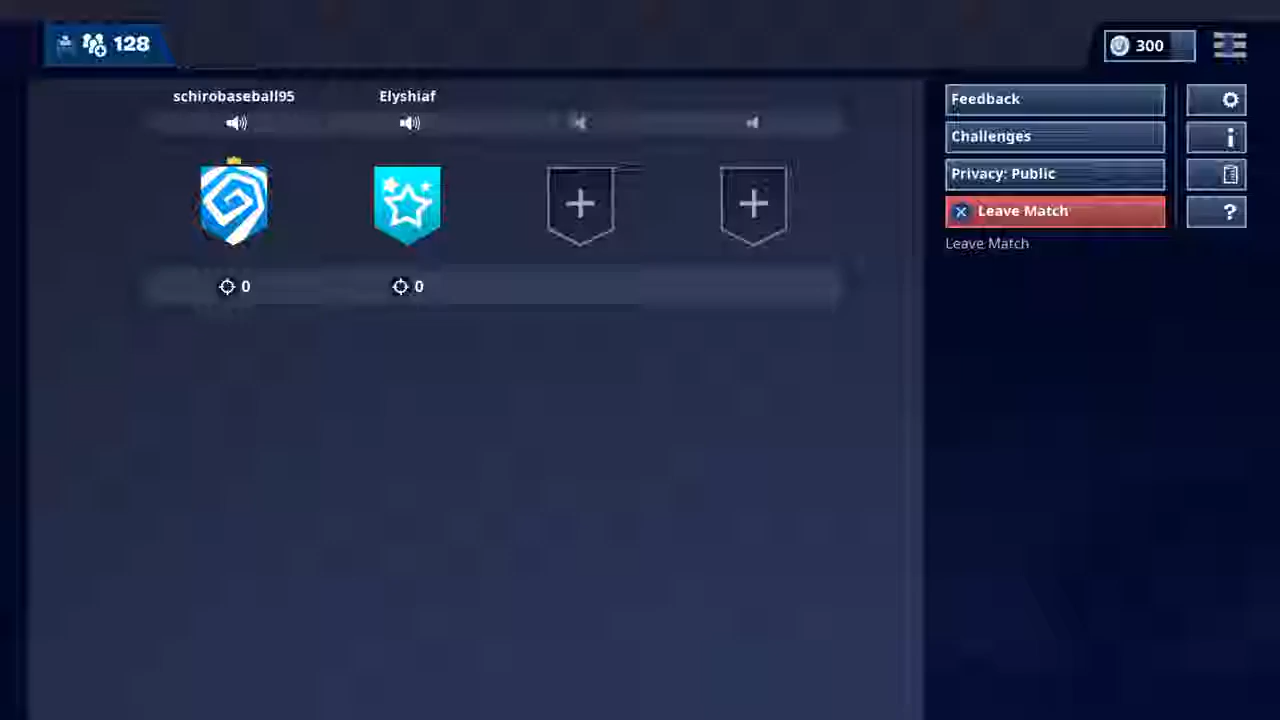 128
300
schirobaseball95
Elyshiaf
0
0
Feedback
Challenges
Privacy: Public
Leave Match
Leave Match
i
?